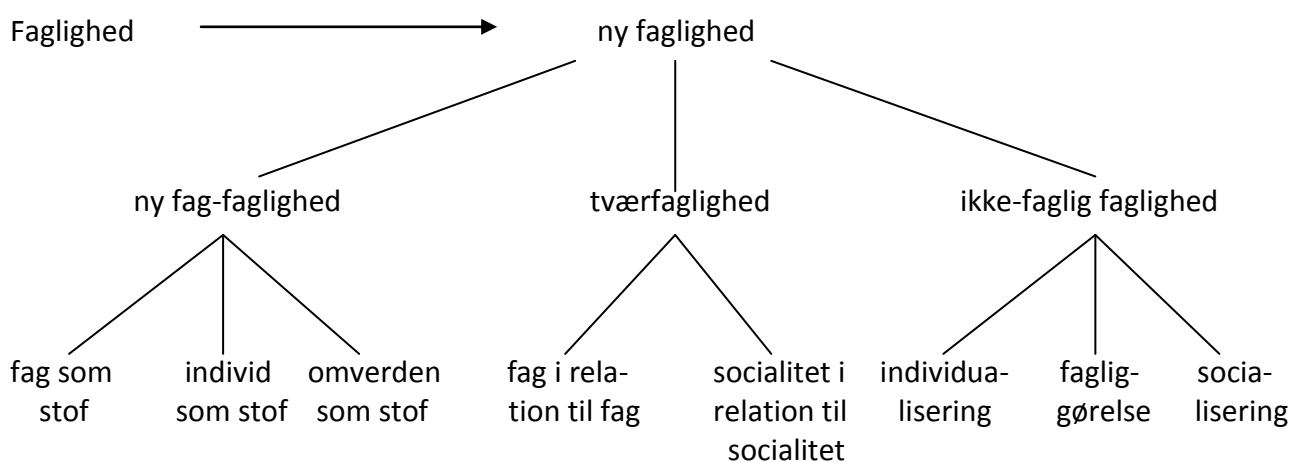 Faglighed ny faglighed
ny fag-faglighed tværfaglighed ikke-faglig faglighed
fag som individ omverden fag i rela- socialitet i individua- faglig- socia-
stof som stof som stof tion til fag relation til lisering gørelse lisering
socialitet